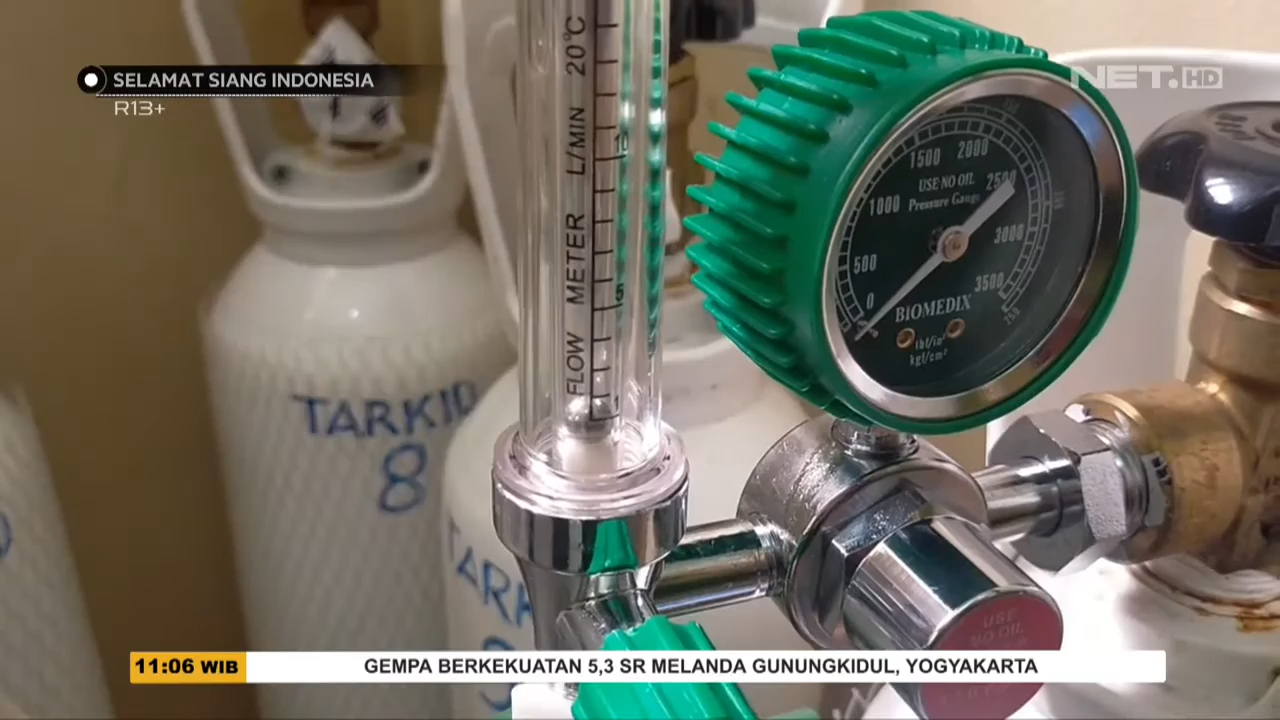 SELAMAT SIANG INDONESIA
R13+
NET.HD
FLOW METER L/MIN 20°C
10
5
1
0
500
1000
1500
2000
2500
3000
3500
USE NO OIL
Pressure Gauge
BIOMEDIX
lbf/in²
kgf/cm²
250
TARKID
8
TARK
USE
NO OIL
11:06 WIB
GEMPA BERKEKUATAN 5,3 SR MELANDA GUNUNGKIDUL, YOGYAKARTA